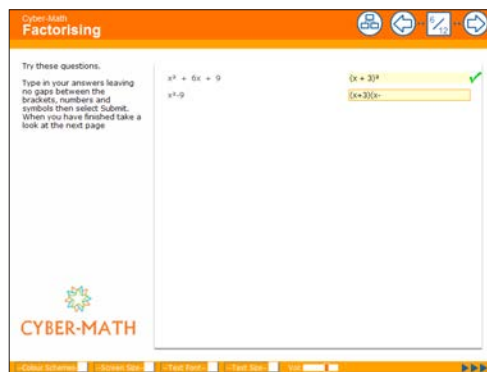 Cyber-Math
Factorising
6/12
Try these questions.
Type in your answers leaving
no gaps between the
brackets, numbers and
symbols then select Submit.
When you have finished take a
look at the next page
x² + 6x + 9
(x + 3)²
x²-9
(x+3)(x-
CYBER-MATH
-Colour Schemes-
-Screen Size-
-Text Font-
-Text Size-
Vol